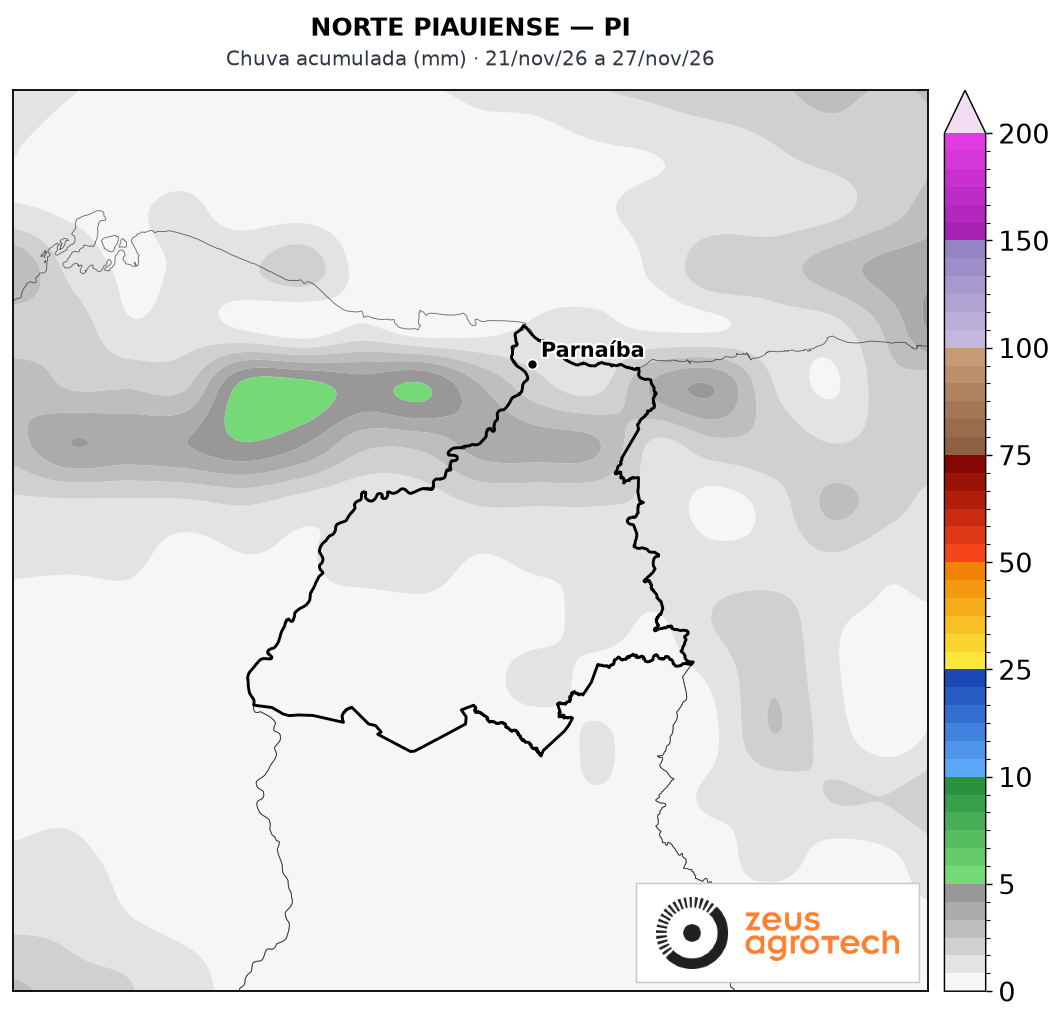 NORTE PIAUIENSE — PI
Chuva acumulada (mm) · 21/nov/26 a 27/nov/26
Parnaíba
200
150
100
75
50
25
10
5
0
zeus
agrotech